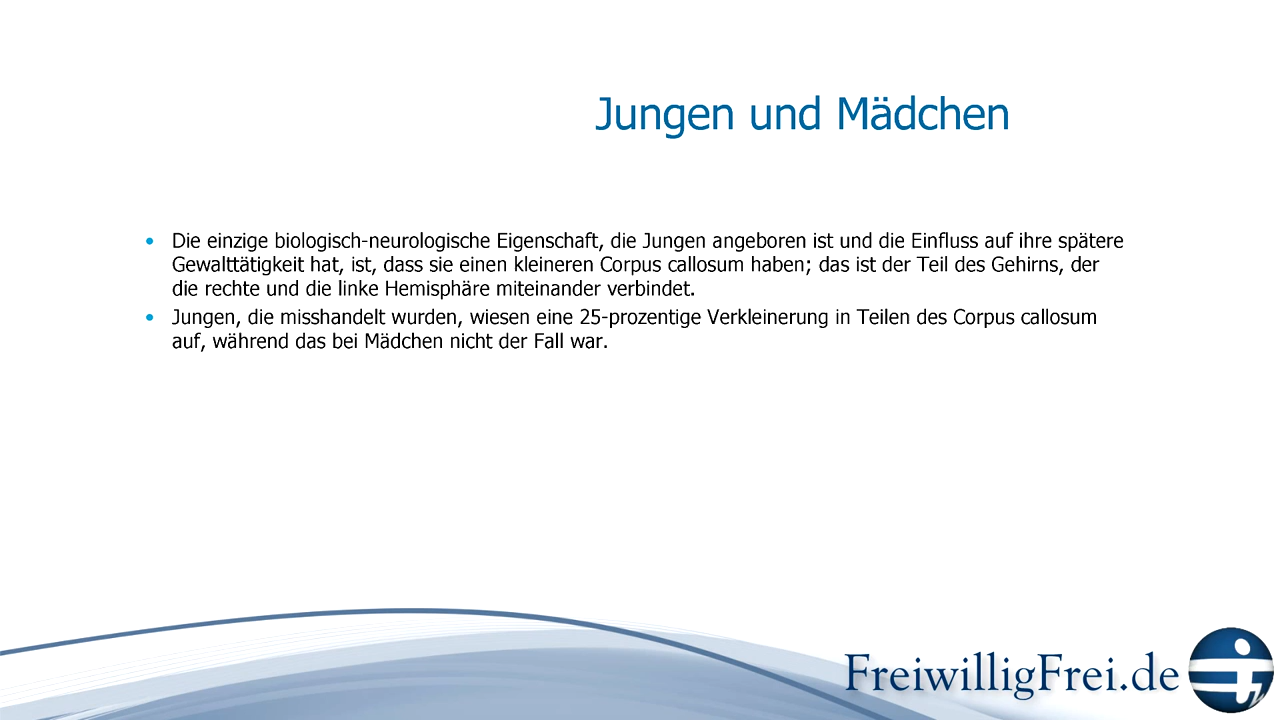 Jungen und Mädchen
• Die einzige biologisch-neurologische Eigenschaft, die Jungen angeboren ist und die Einfluss auf ihre spätere
Gewalttätigkeit hat, ist, dass sie einen kleineren Corpus callosum haben; das ist der Teil des Gehirns, der
die rechte und die linke Hemisphäre miteinander verbindet.
• Jungen, die misshandelt wurden, wiesen eine 25-prozentige Verkleinerung in Teilen des Corpus callosum
auf, während das bei Mädchen nicht der Fall war.
FreiwilligFrei.de